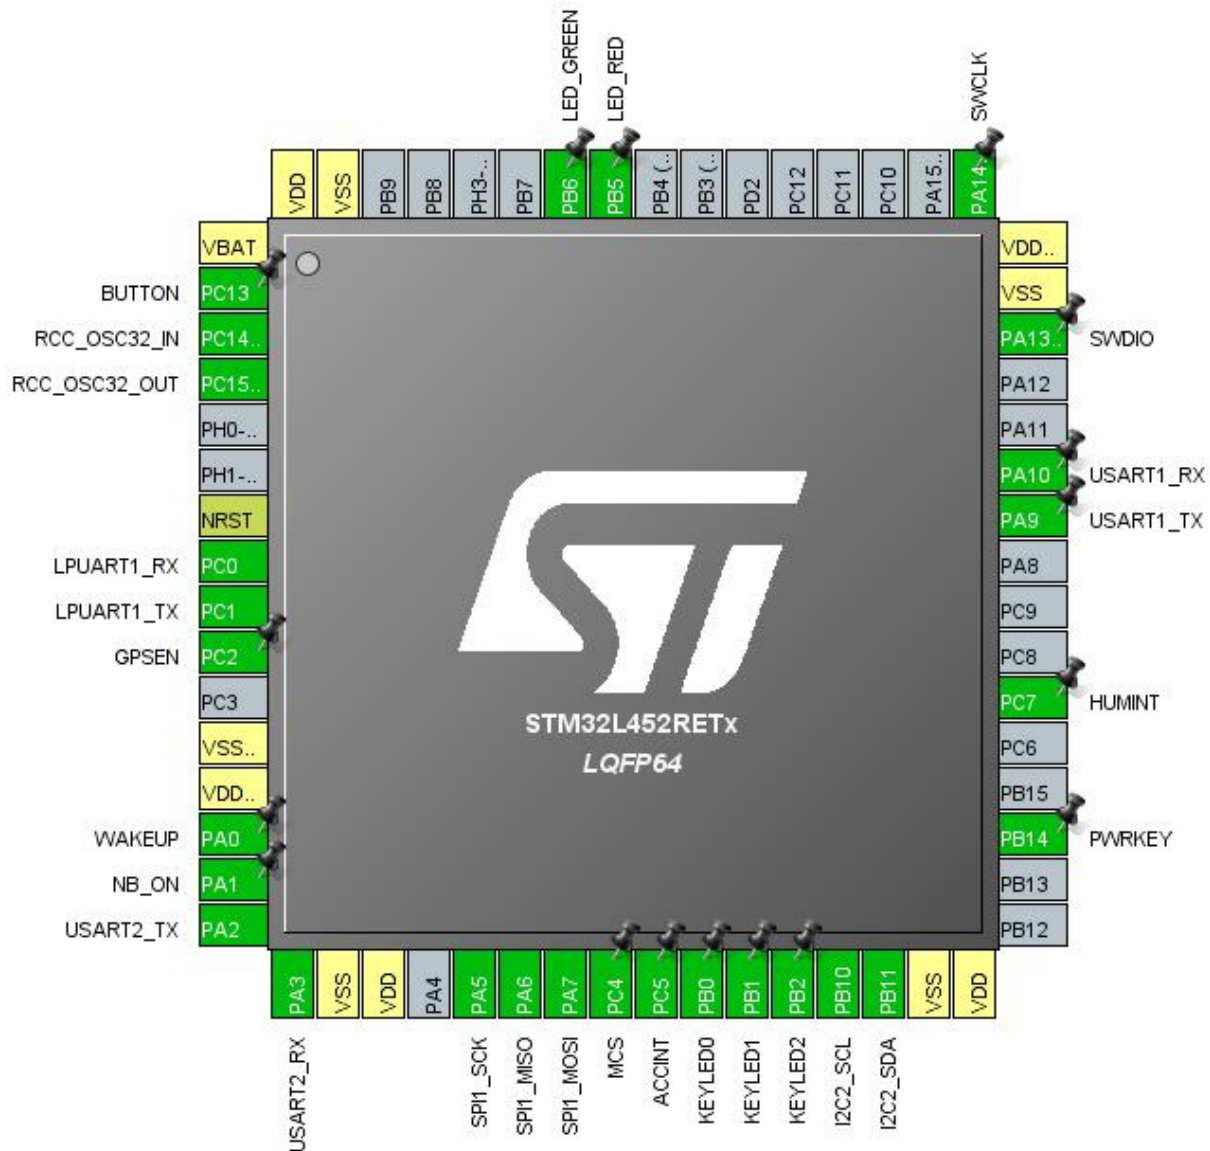 LED_GREEN
LED_RED
SWCLK
VDD
VSS
PB9
PB8
PH3-..
PB7
PB6
PB5
PB4 (..
PB3 (..
PD2
PC12
PC11
PC10
PA15..
PA14..
VBAT
BUTTON PC13
RCC_OSC32_IN PC14..
RCC_OSC32_OUT PC15..
PH0-..
PH1-..
NRST
LPUART1_RX PC0
LPUART1_TX PC1
GPSEN PC2
PC3
VSS..
VDD..
WAKEUP PA0
NB_ON PA1
USART2_TX PA2
ST
STM32L452RETx
LQFP64
VDD..
VSS
PA13.. SWDIO
PA12
PA11
PA10 USART1_RX
PA9 USART1_TX
PA8
PC9
PC8
PC7 HUMINT
PC6
PB15
PB14 PWRKEY
PB13
PB12
PA3
VSS
VDD
PA4
PA5
PA6
PA7
PC4
PC5
PB0
PB1
PB2
PB10
PB11
VSS
VDD
USART2_RX
SPI1_SCK
SPI1_MISO
SPI1_MOSI
MCS
ACCINT
KEYLED0
KEYLED1
KEYLED2
I2C2_SCL
I2C2_SDA